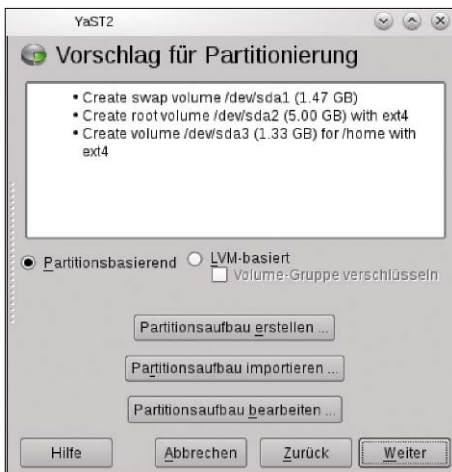 YaST2
Vorschlag für Partitionierung
• Create swap volume /dev/sda1 (1.47 GB)
• Create root volume /dev/sda2 (5.00 GB) with ext4
• Create volume /dev/sda3 (1.33 GB) for /home with
ext4
Partitionsbasierend LVM-basiert
Volume-Gruppe verschlüsseln
Partitionsaufbau erstellen ...
Partitionsaufbau importieren ...
Partitionsaufbau bearbeiten ...
Hilfe Abbrechen Zurück Weiter